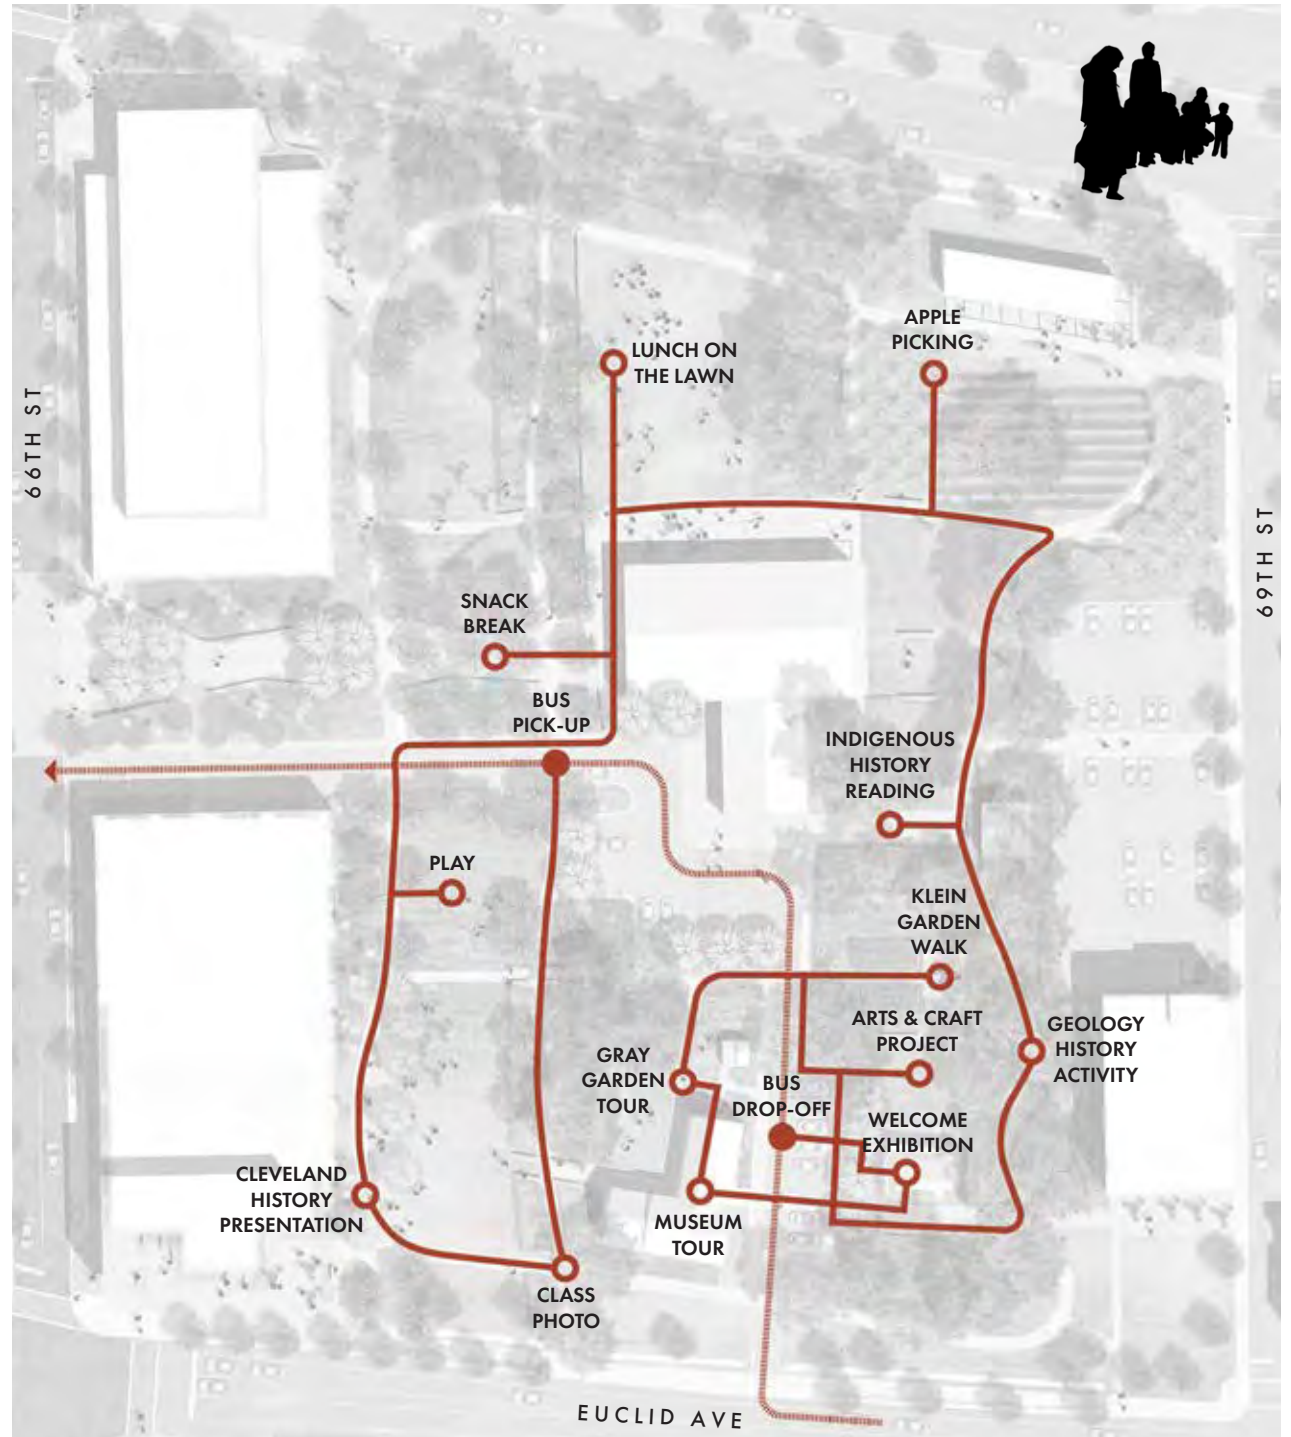 APPLE
PICKING
LUNCH ON
THE LAWN
66TH ST
69TH ST
SNACK
BREAK
BUS
PICK-UP
INDIGENOUS
HISTORY
READING
PLAY
KLEIN
GARDEN
WALK
ARTS & CRAFT
PROJECT
GEOLOGY
HISTORY
ACTIVITY
GRAY
GARDEN
TOUR
BUS
DROP-OFF
WELCOME
EXHIBITION
CLEVELAND
HISTORY
PRESENTATION
MUSEUM
TOUR
CLASS
PHOTO
EUCLID AVE